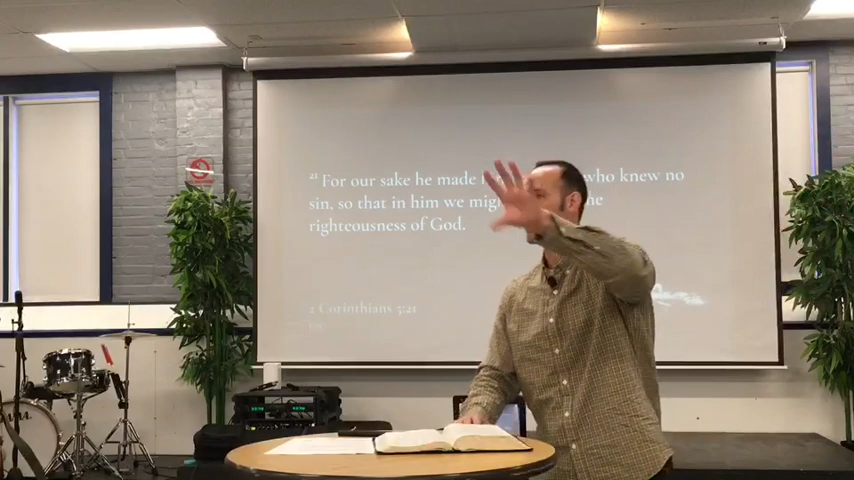 21 For our sake he made who knew no
sin, so that in him we might the
righteousness of God.
2 Corinthians 5:21